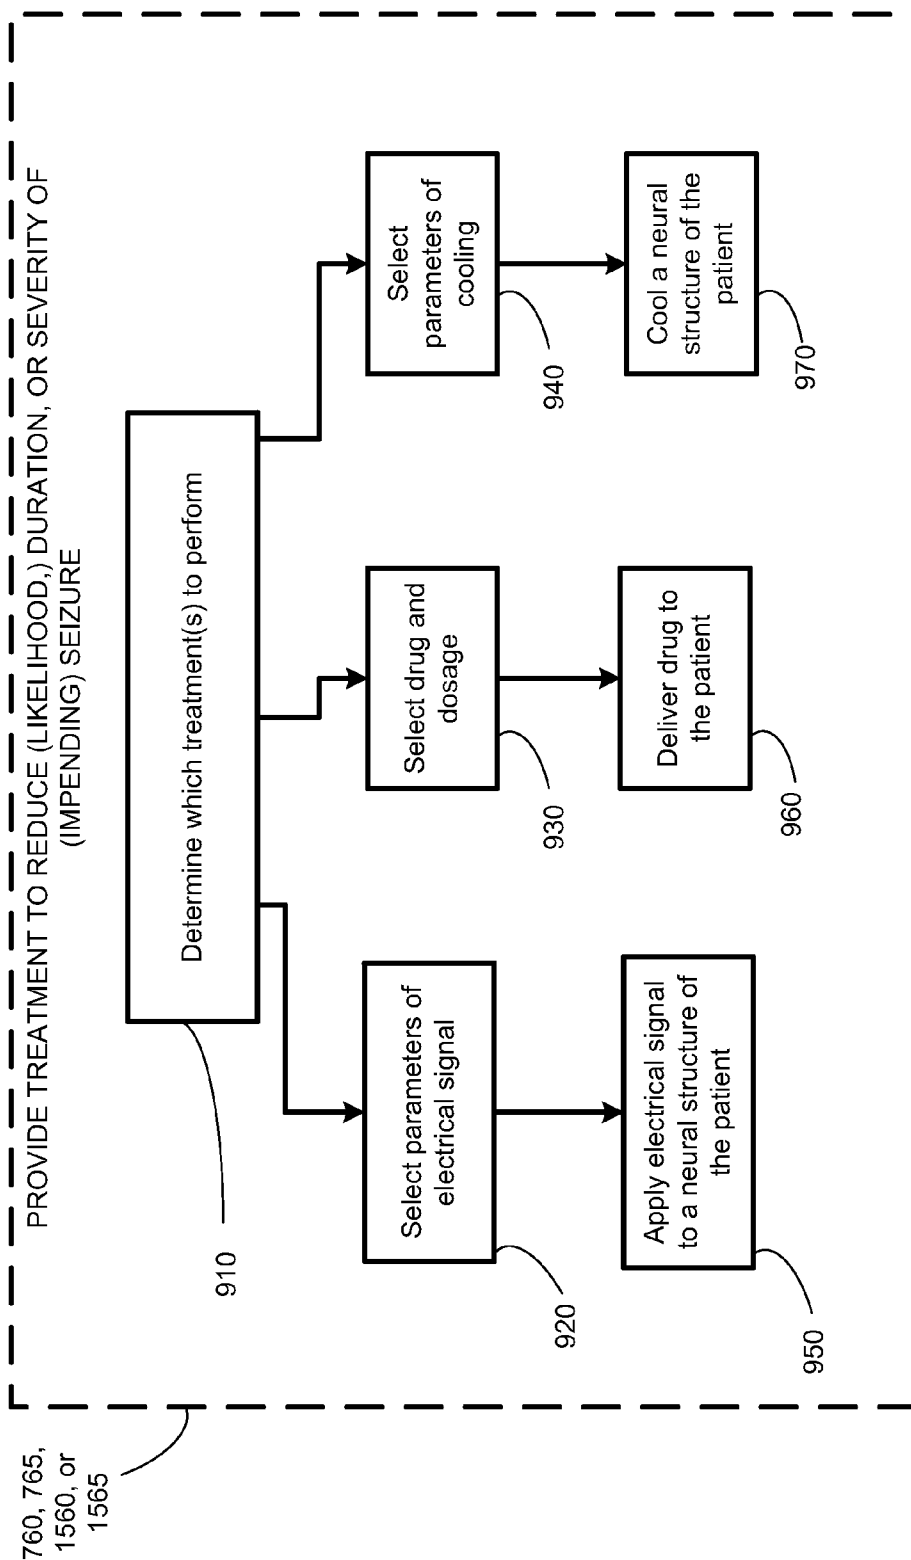 760, 765,
1560, or
1565
PROVIDE TREATMENT TO REDUCE (LIKELIHOOD,) DURATION, OR SEVERITY OF
(IMPENDING) SEIZURE
Determine which treatment(s) to perform
910
Select parameters of
electrical signal
920
Select drug and
dosage
930
Select
parameters of
cooling
940
Apply electrical signal
to a neural structure of
the patient
950
Deliver drug to
the patient
960
Cool a neural
structure of the
patient
970